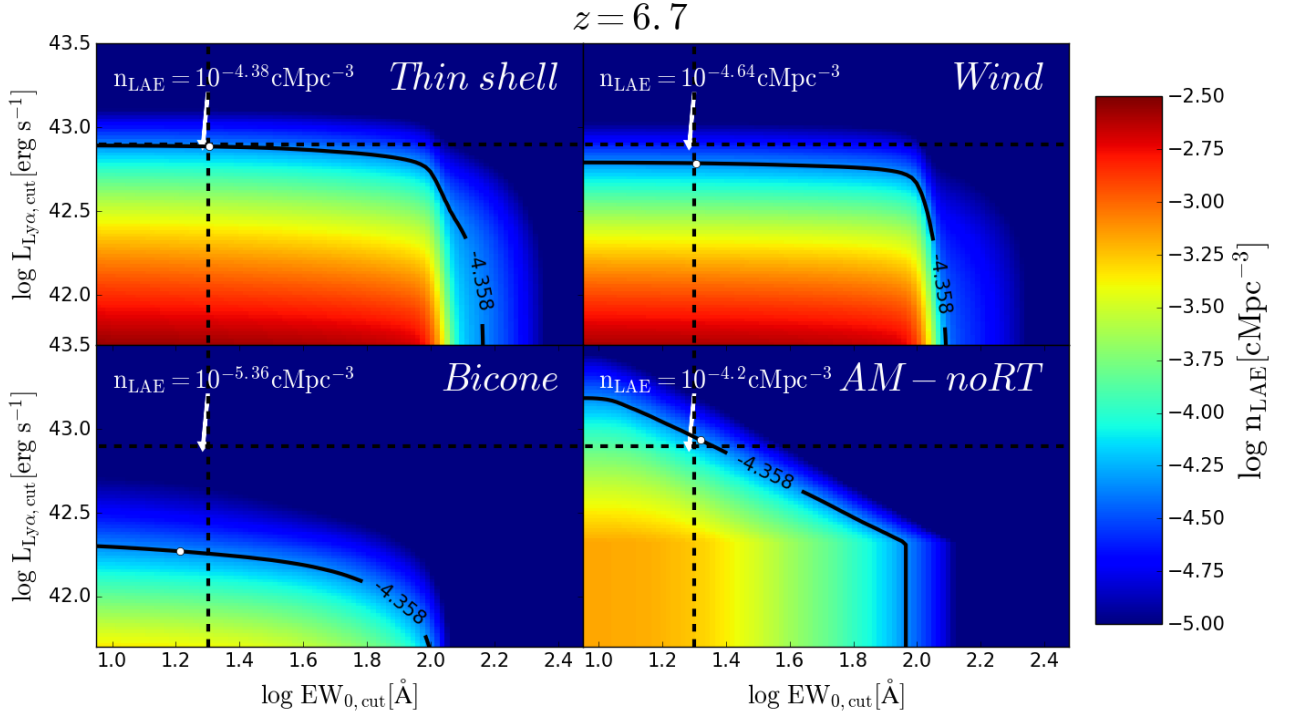 z = 6.7
n_LAE = 10^−4.38 cMpc^−3 Thin shell
n_LAE = 10^−4.64 cMpc^−3 Wind
43.5
43.0
42.5
42.0
43.5
log L_Lyα, cut [erg s^−1]
-4.358
-4.358
n_LAE = 10^−5.36 cMpc^−3 Bicone
n_LAE = 10^−4.2 cMpc^−3 AM − noRT
43.0
42.5
42.0
log L_Lyα, cut [erg s^−1]
-4.358
-4.358
1.0 1.2 1.4 1.6 1.8 2.0 2.2 2.4
1.0 1.2 1.4 1.6 1.8 2.0 2.2 2.4
log EW_0, cut [Å]
log EW_0, cut [Å]
−2.50
−2.75
−3.00
−3.25
−3.50
−3.75
−4.00
−4.25
−4.50
−4.75
−5.00
log n_LAE [cMpc^−3]